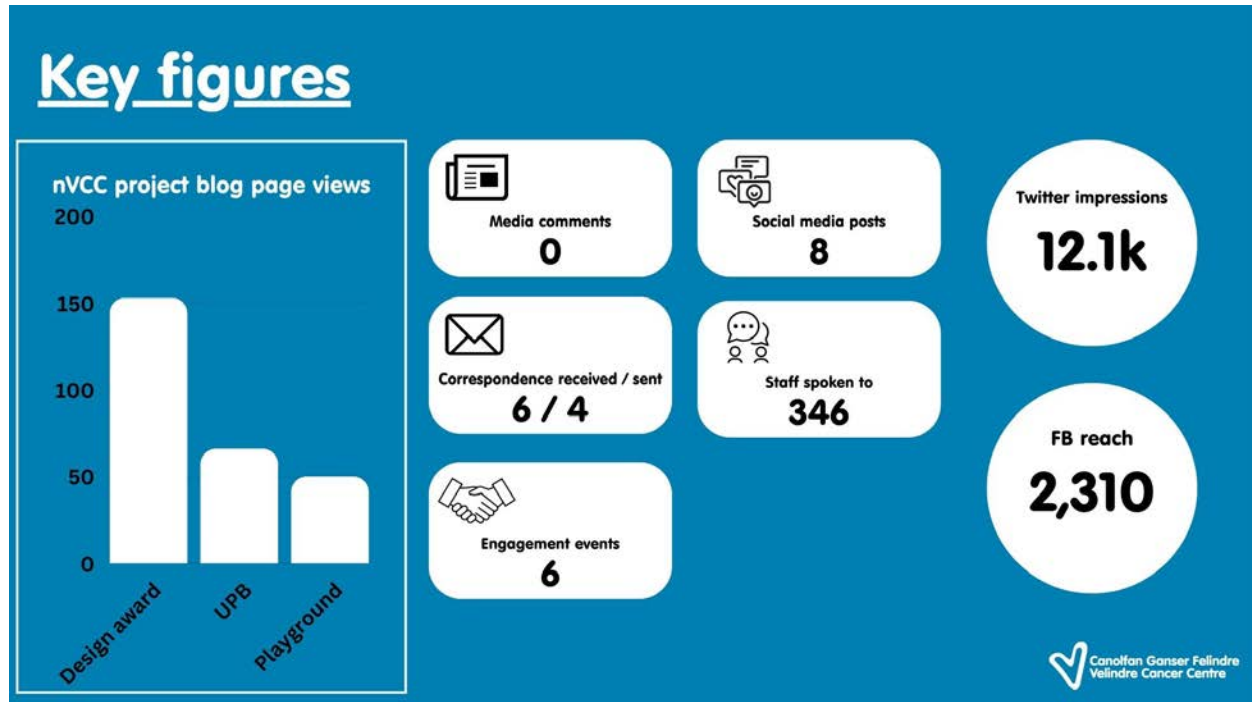 Key figures
nVCC project blog page views
200
150
100
50
0
Design award
UPB
Playground
Media comments
0
Social media posts
8
Correspondence received / sent
6 / 4
Staff spoken to
346
Engagement events
6
Twitter impressions
12.1k
FB reach
2,310
Canolfan Ganser Felindre
Velindre Cancer Centre